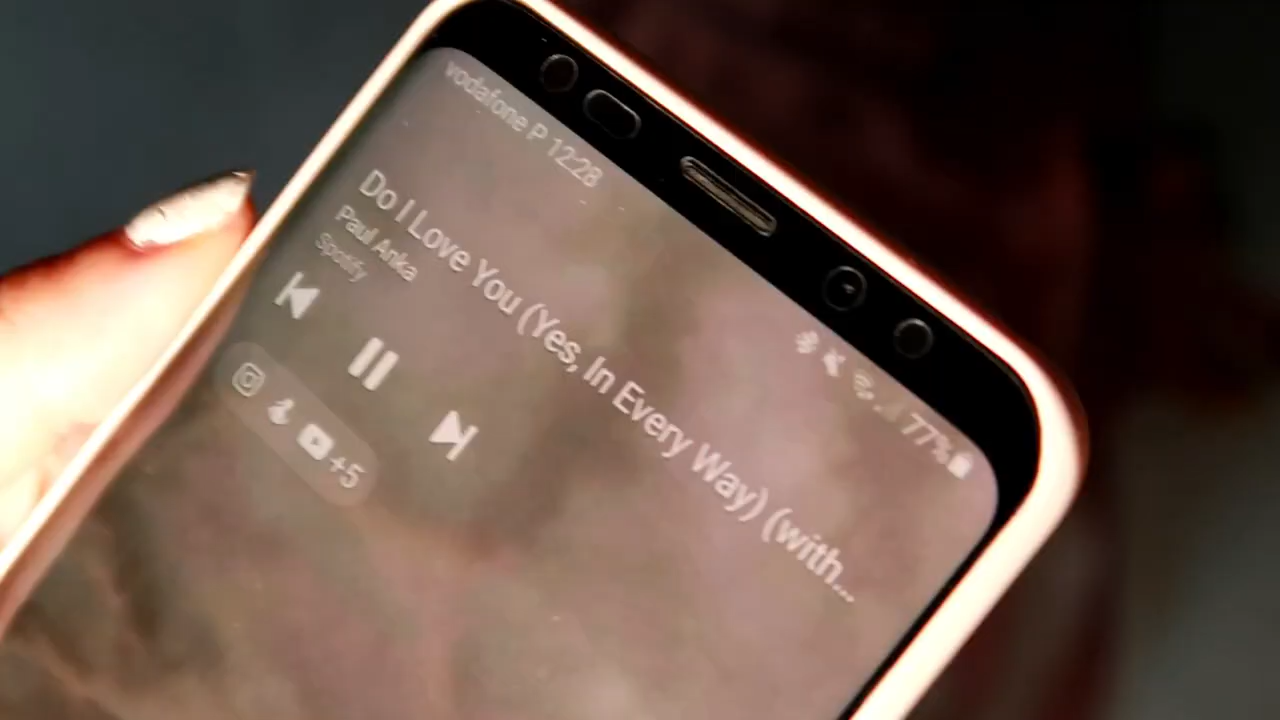 vodafone P 12:28
77%
Do I Love You (Yes, In Every Way) (with...
Paul Anka
Spotify
+5